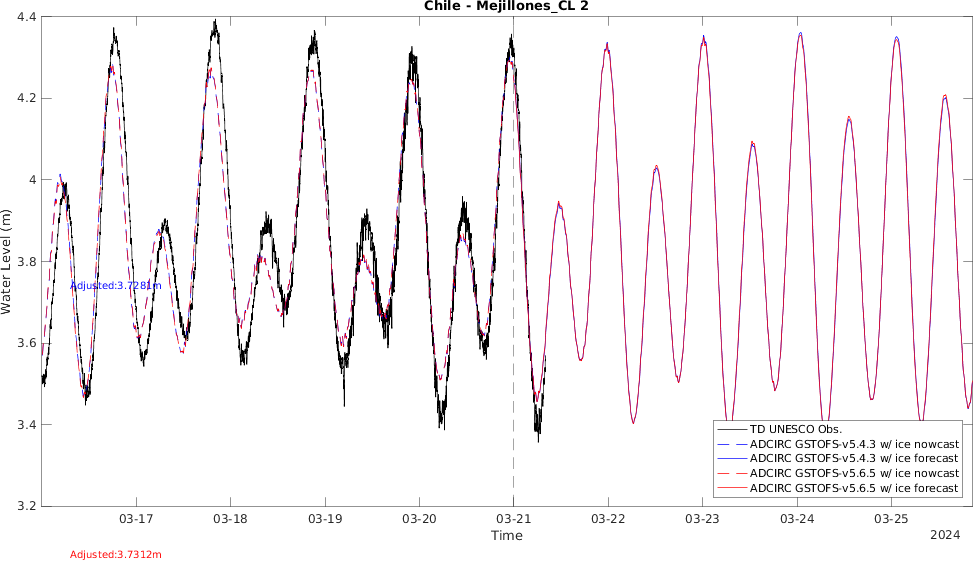 Chile - Mejillones_CL 2
4.4
4.2
4
3.8
3.6
3.4
3.2
Water Level (m)
Adjusted:3.7281m
TD UNESCO Obs.
ADCIRC GSTOFS-v5.4.3 w/ ice nowcast
ADCIRC GSTOFS-v5.4.3 w/ ice forecast
ADCIRC GSTOFS-v5.6.5 w/ ice nowcast
ADCIRC GSTOFS-v5.6.5 w/ ice forecast
03-17 03-18 03-19 03-20 03-21 03-22 03-23 03-24 03-25
Time
2024
Adjusted:3.7312m